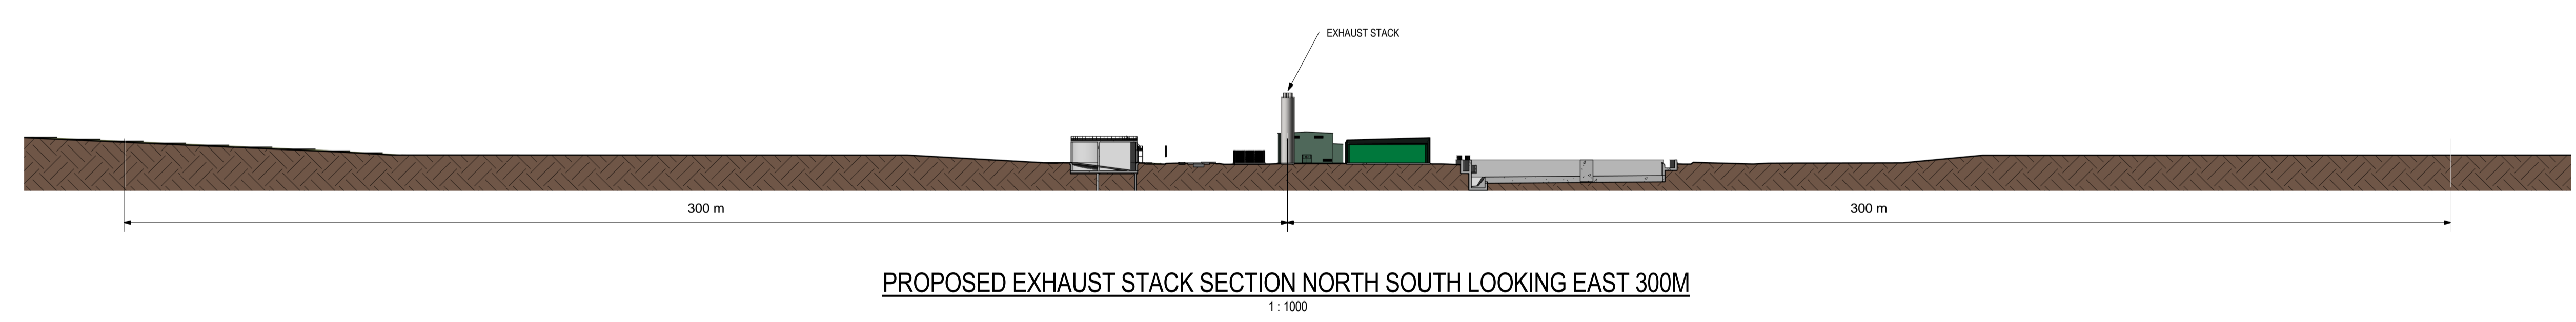 EXHAUST STACK
300 m
300 m
PROPOSED EXHAUST STACK SECTION NORTH SOUTH LOOKING EAST 300M
1 : 1000